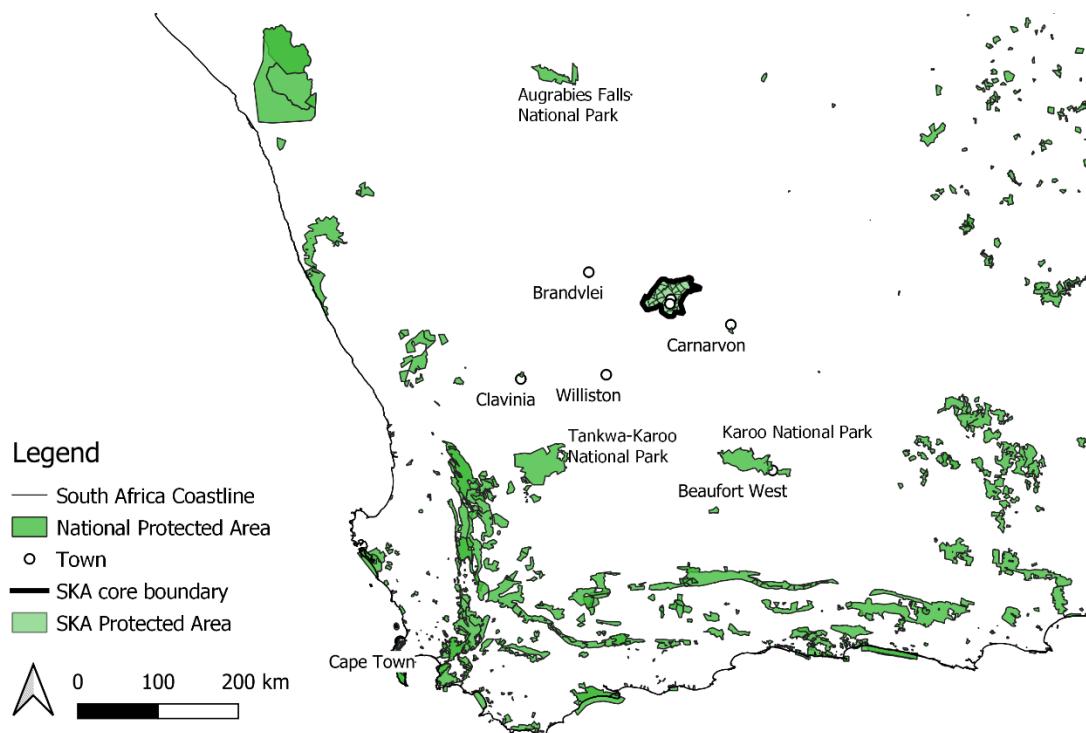 Augrabies Falls
National Park
Brandvlei
Carnarvon
Clavinia
Williston
Tankwa-Karoo
National Park
Karoo National Park
Beaufort West
Cape Town
Legend
South Africa Coastline
National Protected Area
Town
SKA core boundary
SKA Protected Area
0 100 200 km